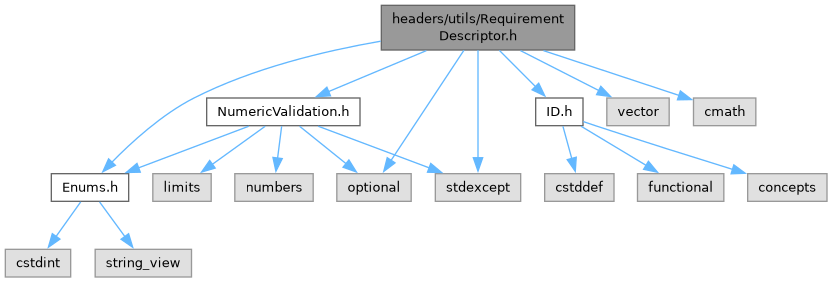 headers/utils/Requirement
Descriptor.h
NumericValidation.h
ID.h
vector
cmath
Enums.h
limits
numbers
optional
stdexcept
cstddef
functional
concepts
cstdint
string_view